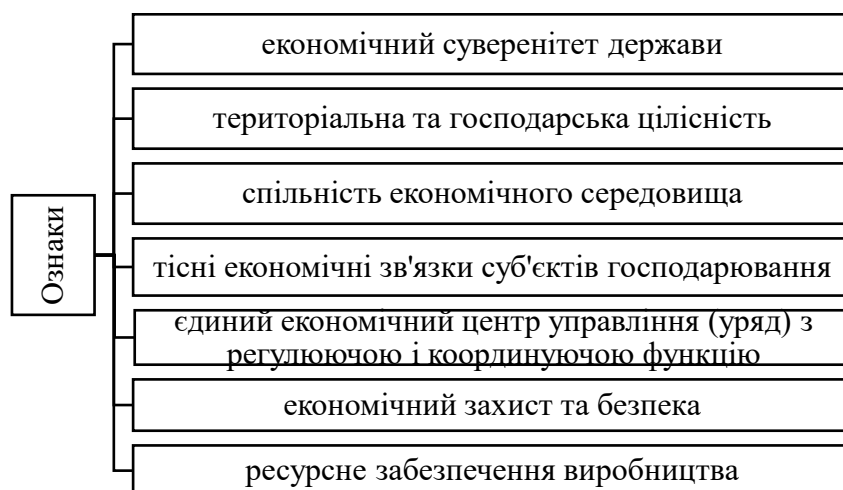 Ознаки
економічний суверенітет держави
територіальна та господарська цілісність
спільність економічного середовища
тісні економічні зв'язки суб'єктів господарювання
єдиний економічний центр управління (уряд) з
регулюючою і координуючою функцію
економічний захист та безпека
ресурсне забезпечення виробництва